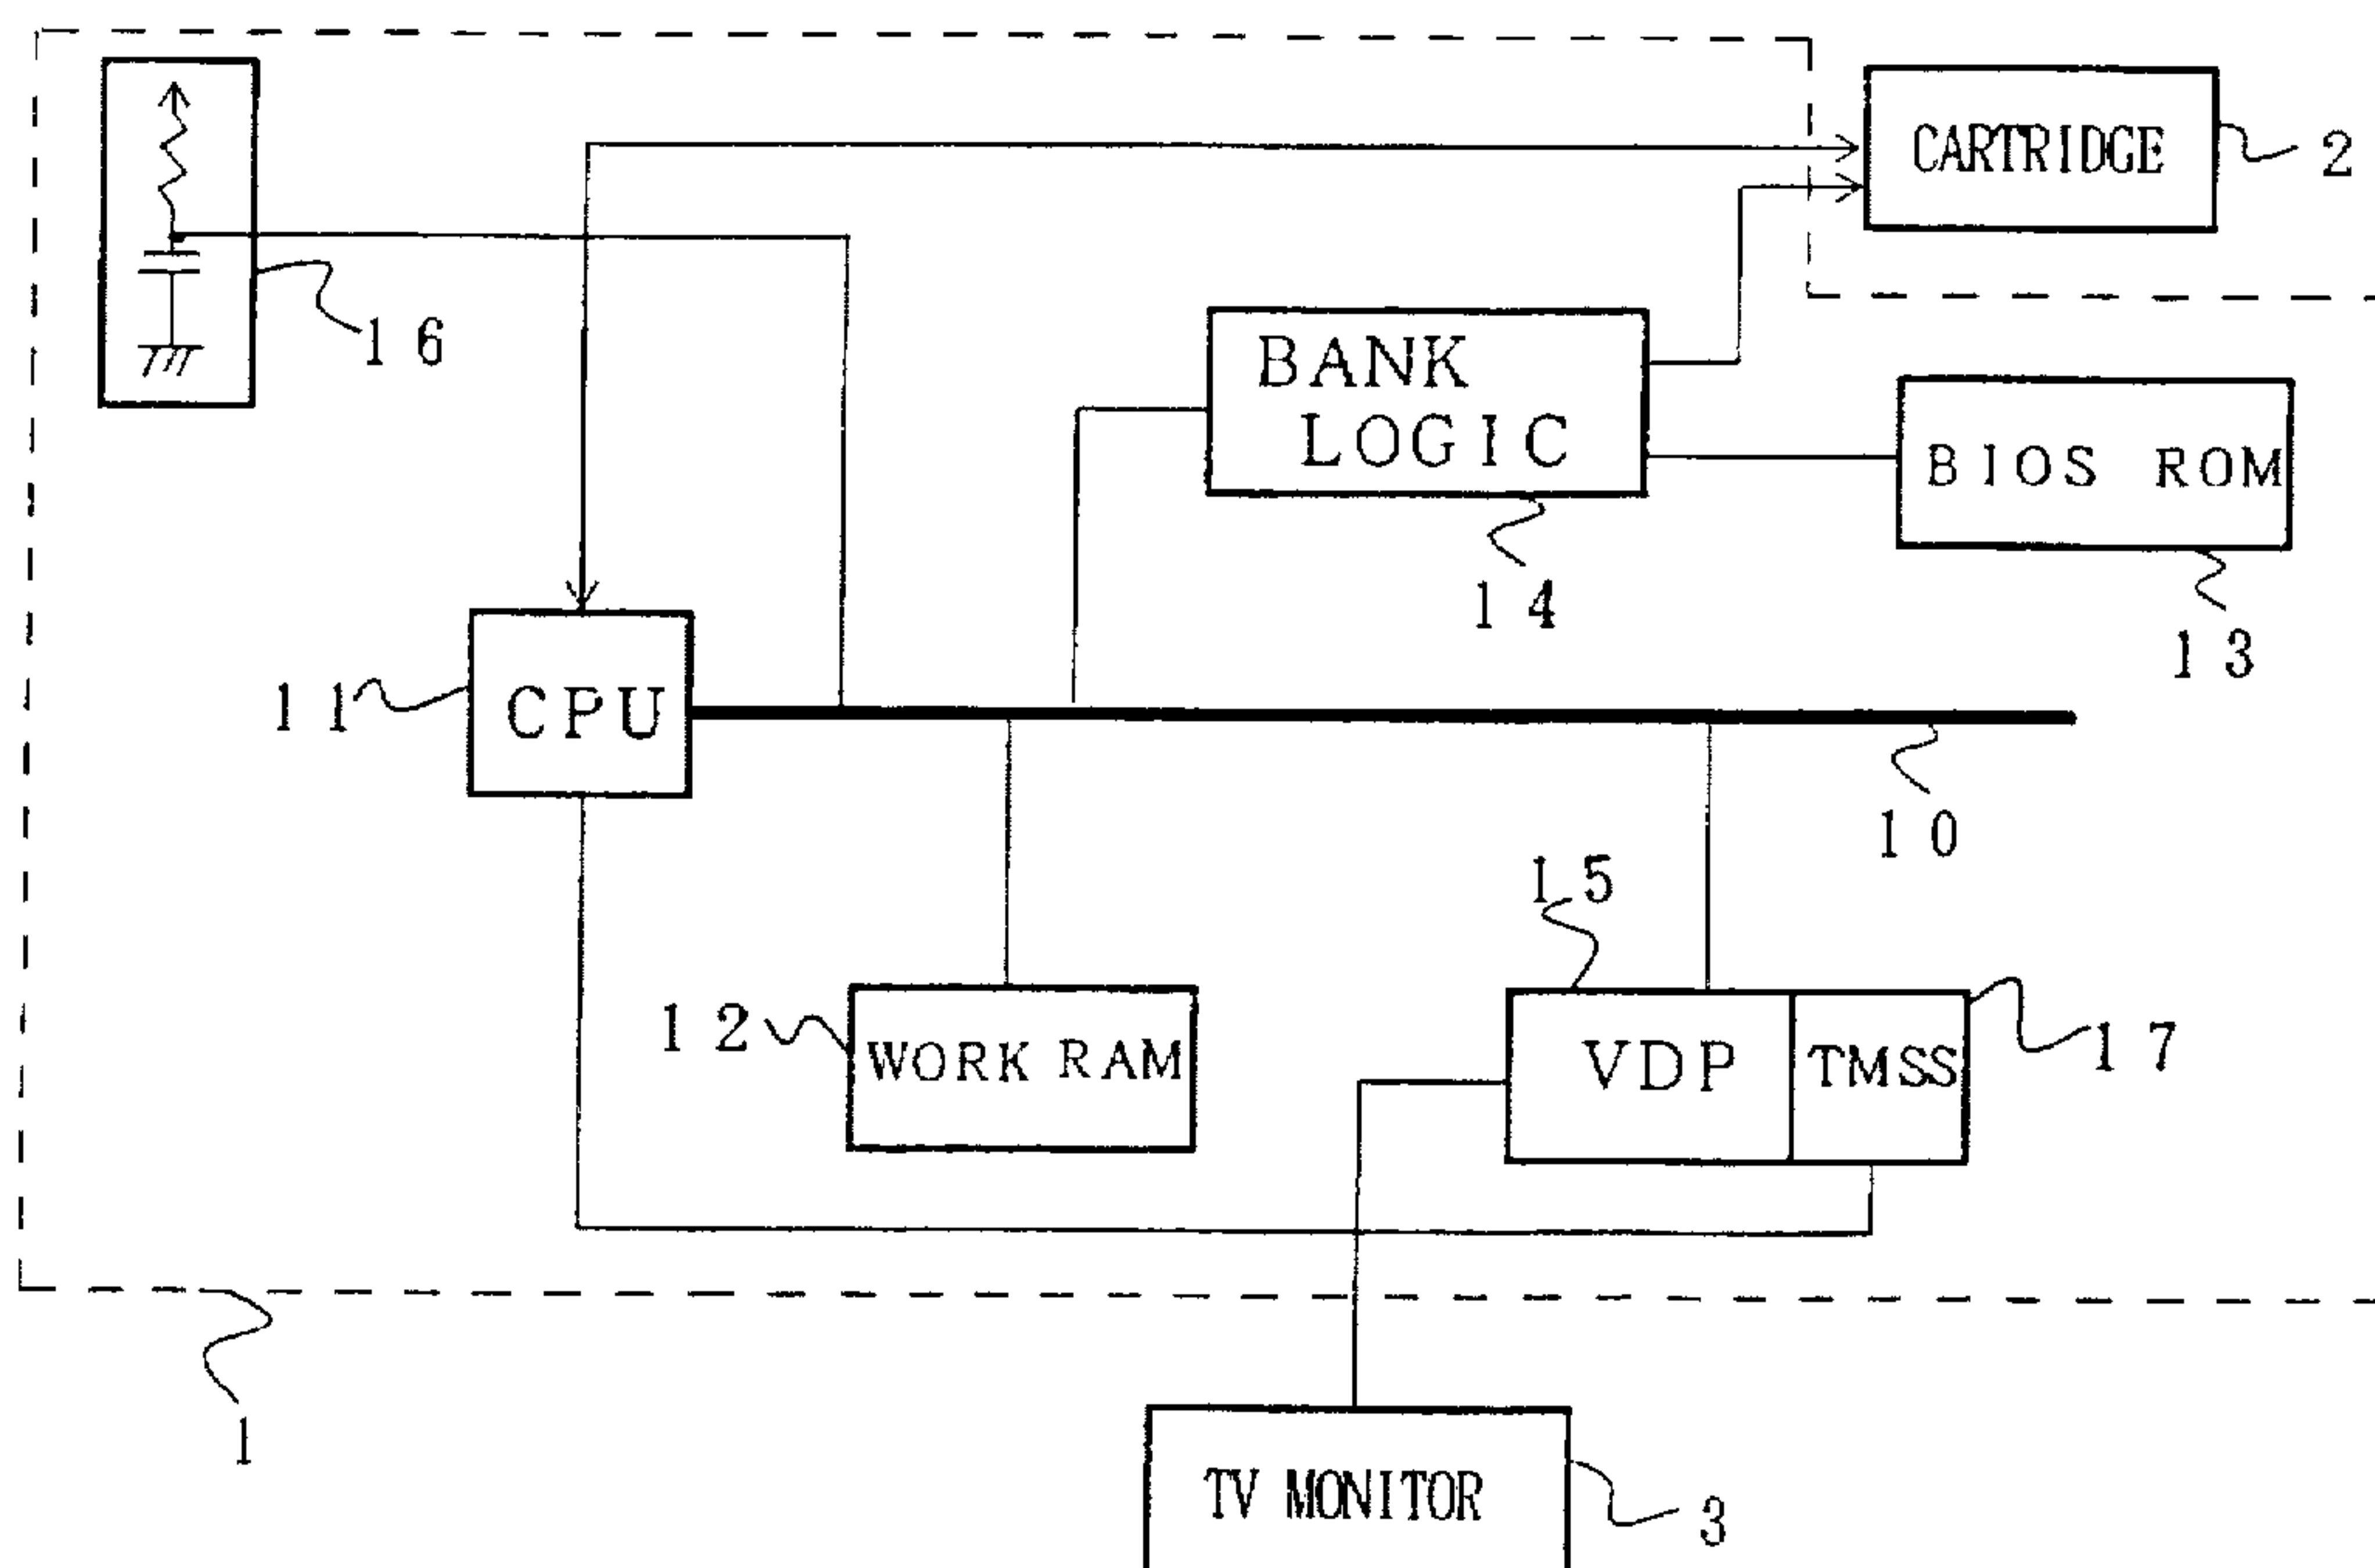 CARTRIDGE
2
16
BANK
LOGIC
BIOS ROM
14
13
11
CPU
10
15
12
WORK RAM
VDP
TMSS
17
1
TV MONITOR
3